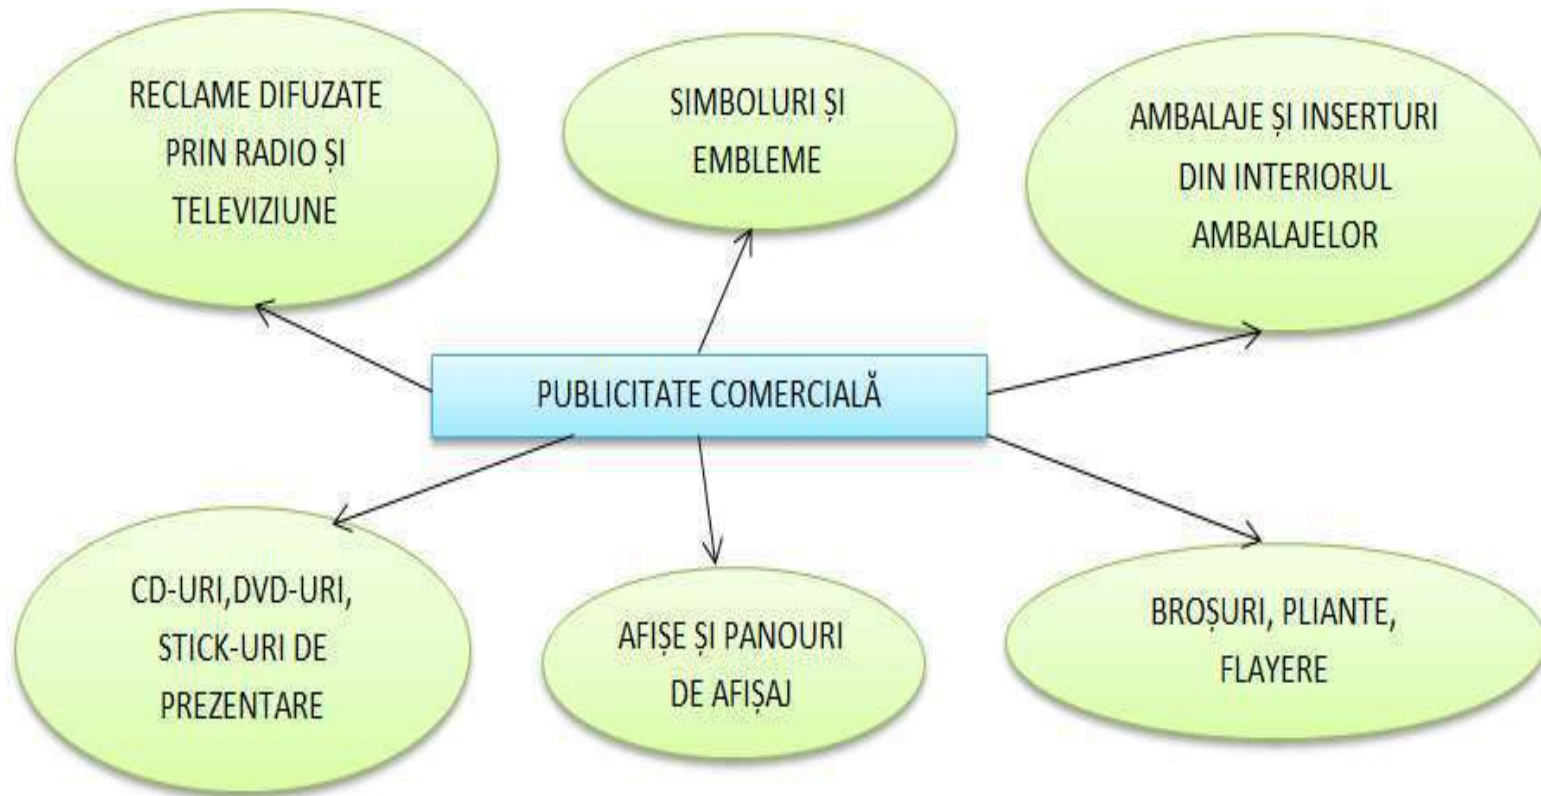 RECLAME DIFUZATE
PRIN RADIO ȘI
TELEVIZIUNE
SIMBOLURI ȘI
EMBLEME
AMBALAJE ȘI INSERTURI
DIN INTERIORUL
AMBALAJELOR
PUBLICITATE COMERCIALĂ
CD-URI,DVD-URI,
STICK-URI DE
PREZENTARE
AFIȘE ȘI PANOURI
DE AFIȘAJ
BROȘURI, PLIANTE,
FLAYERE